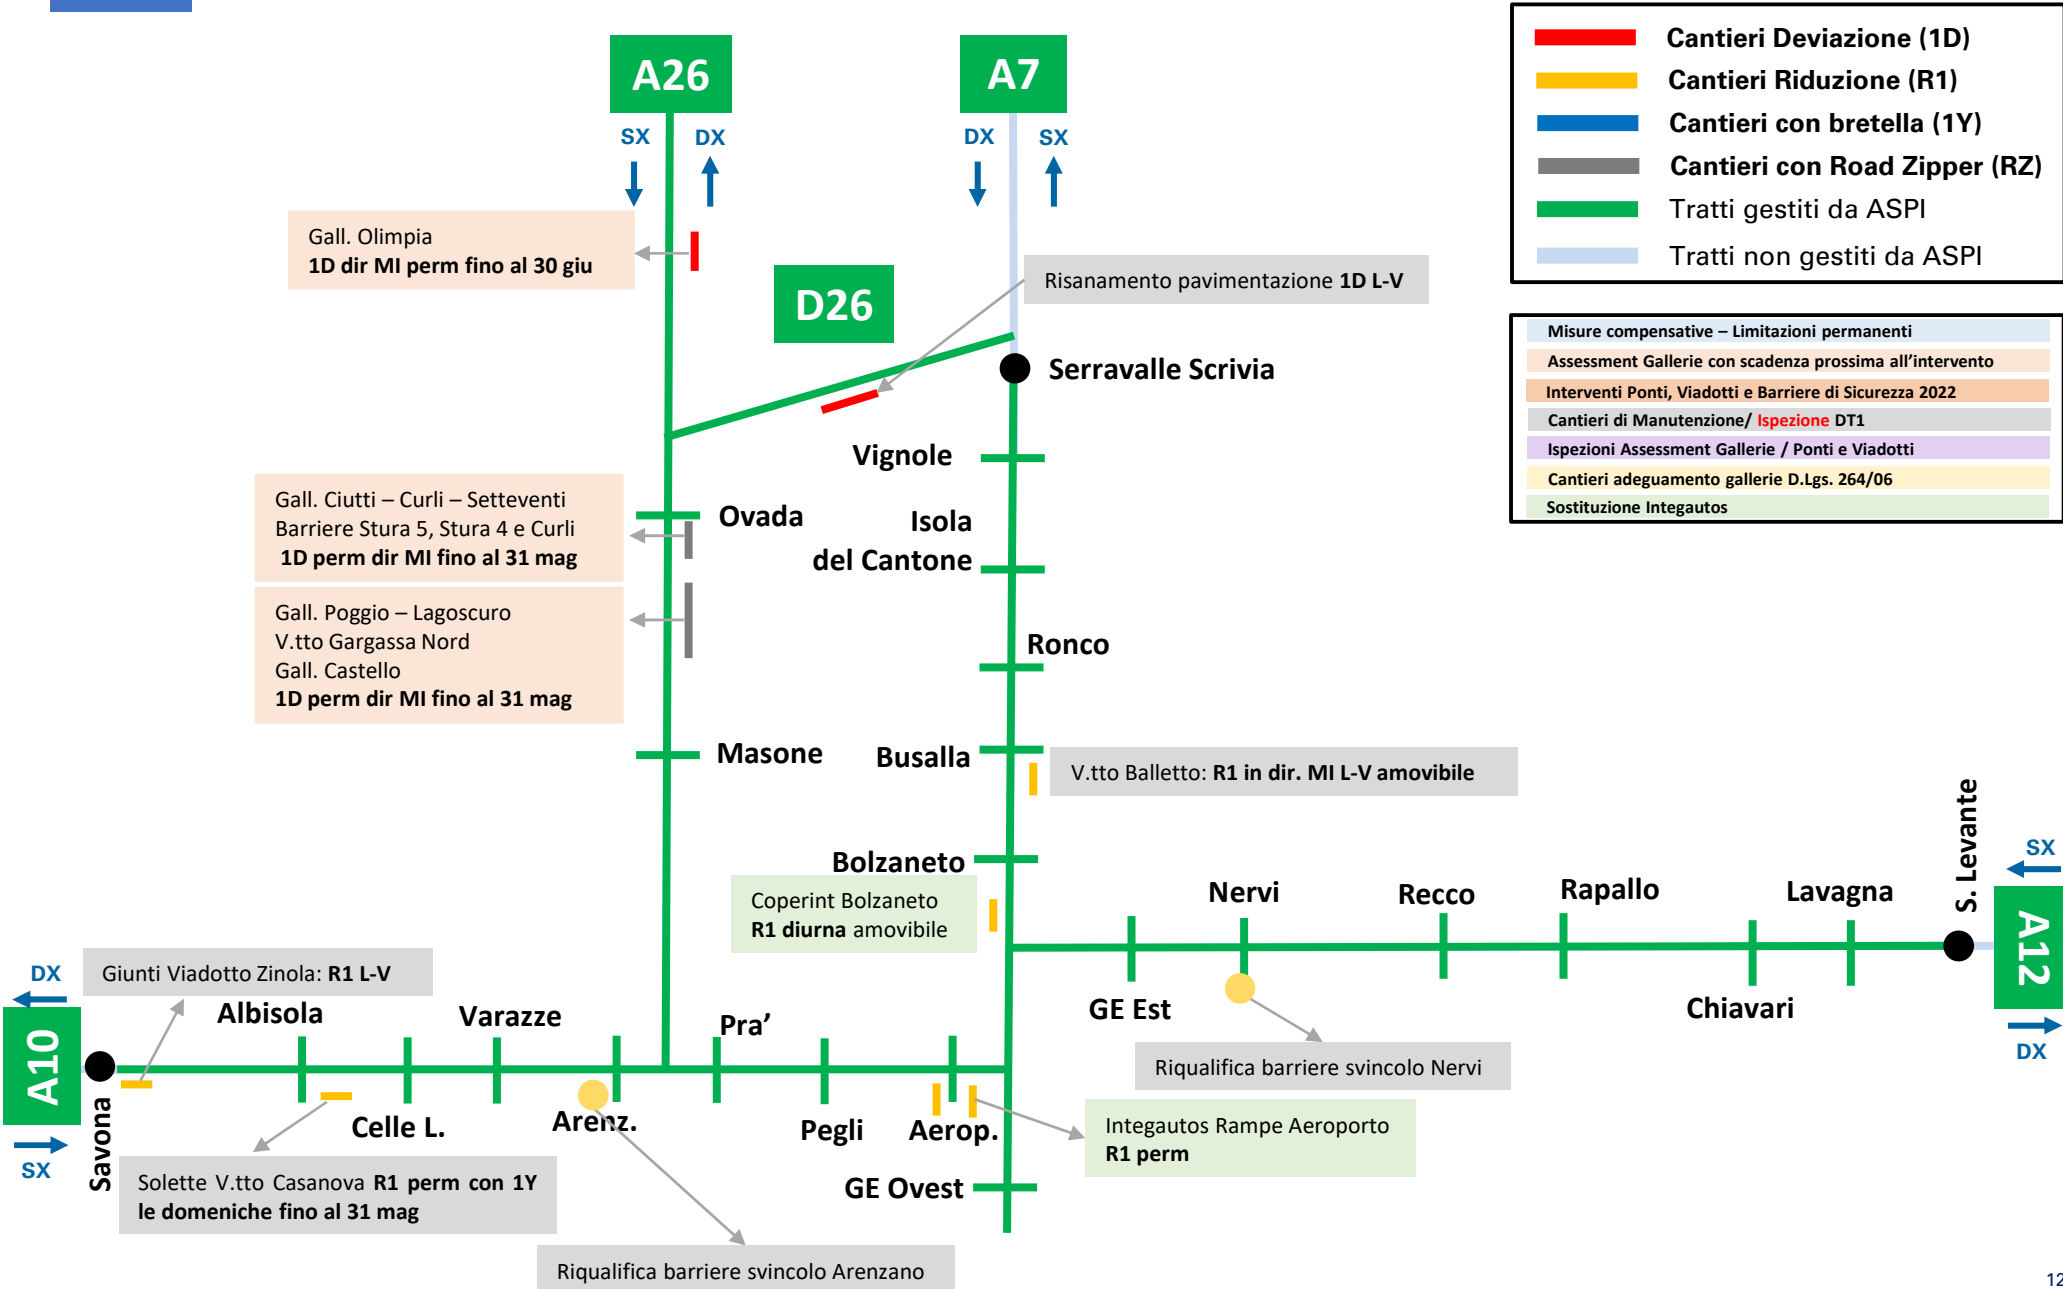 A26
A7
SX
DX
DX
SX
Cantieri Deviazione (1D)
Cantieri Riduzione (R1)
Cantieri con bretella (1Y)
Cantieri con Road Zipper (RZ)
Tratti gestiti da ASPI
Tratti non gestiti da ASPI
Gall. Olimpia
1D dir MI perm fino al 30 giu
D26
Risanamento pavimentazione 1D L-V
Misure compensative – Limitazioni permanenti
Assessment Gallerie con scadenza prossima all'intervento
Interventi Ponti, Viadotti e Barriere di Sicurezza 2022
Cantieri di Manutenzione/ Ispezione DT1
Ispezioni Assessment Gallerie / Ponti e Viadotti
Cantieri adeguamento gallerie D.Lgs. 264/06
Sostituzione Integautos
Serravalle Scrivia
Vignole
Gall. Ciutti – Curli – Setteventi
Barriere Stura 5, Stura 4 e Curli
1D perm dir MI fino al 31 mag
Ovada
Isola
del Cantone
Gall. Poggio – Lagoscuro
V.tto Gargassa Nord
Gall. Castello
1D perm dir MI fino al 31 mag
Ronco
Masone
Busalla
V.tto Balletto: R1 in dir. MI L-V amovibile
Bolzaneto
Coperint Bolzaneto
R1 diurna amovibile
Nervi
Recco
Rapallo
Lavagna
S. Levante
SX
A12
DX
GE Est
Chiavari
Riqualifica barriere svincolo Nervi
Giunti Viadotto Zinola: R1 L-V
DX
A10
SX
Savona
Albisola
Varazze
Pra'
Celle L.
Arenz.
Pegli
Aerop.
Integautos Rampe Aeroporto
R1 perm
GE Ovest
Solette V.tto Casanova R1 perm con 1Y
le domeniche fino al 31 mag
Riqualifica barriere svincolo Arenzano
12